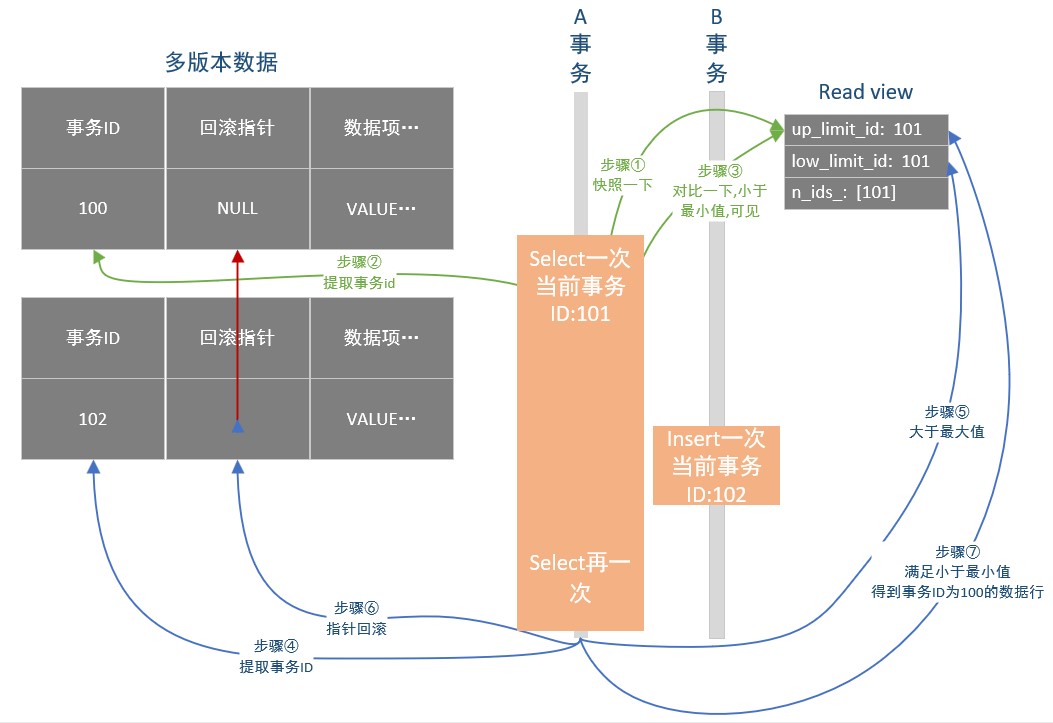 多版本数据
事务ID
回滚指针
数据项…
100
NULL
VALUE…
步骤②
提取事务id
事务ID
回滚指针
数据项…
102
VALUE…
步骤⑥
指针回滚
步骤④
提取事务ID
A
事
务
B
事
务
步骤①
快照一下
步骤③
对比一下,小于
最小值,可见
Select一次
当前事务
ID:101
Insert一次
当前事务
ID:102
Select再一
次
Read view
up_limit_id: 101
low_limit_id: 101
n_ids_: [101]
步骤⑤
大于最大值
步骤⑦
满足小于最小值
得到事务ID为100的数据行